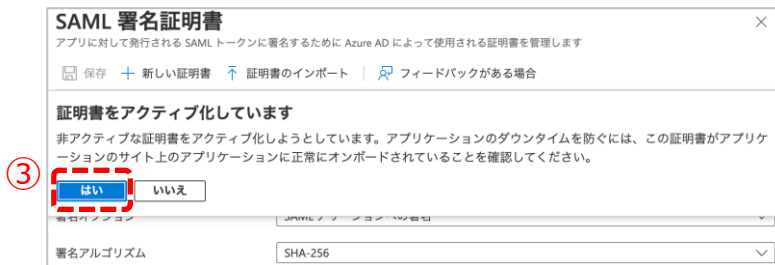 SAML 署名証明書
アプリに対して発行される SAML トークンに署名するために Azure AD によって使用される証明書を管理します
保存 新しい証明書 証明書のインポート フィードバックがある場合
証明書をアクティブ化しています
非アクティブな証明書をアクティブ化しようとしています。アプリケーションのダウンタイムを防ぐには、この証明書がアプリケ
ーションのサイト上のアプリケーションに正常にオンボードされていることを確認してください。
③ はい いいえ
署名オプション
署名アルゴリズム SHA-256